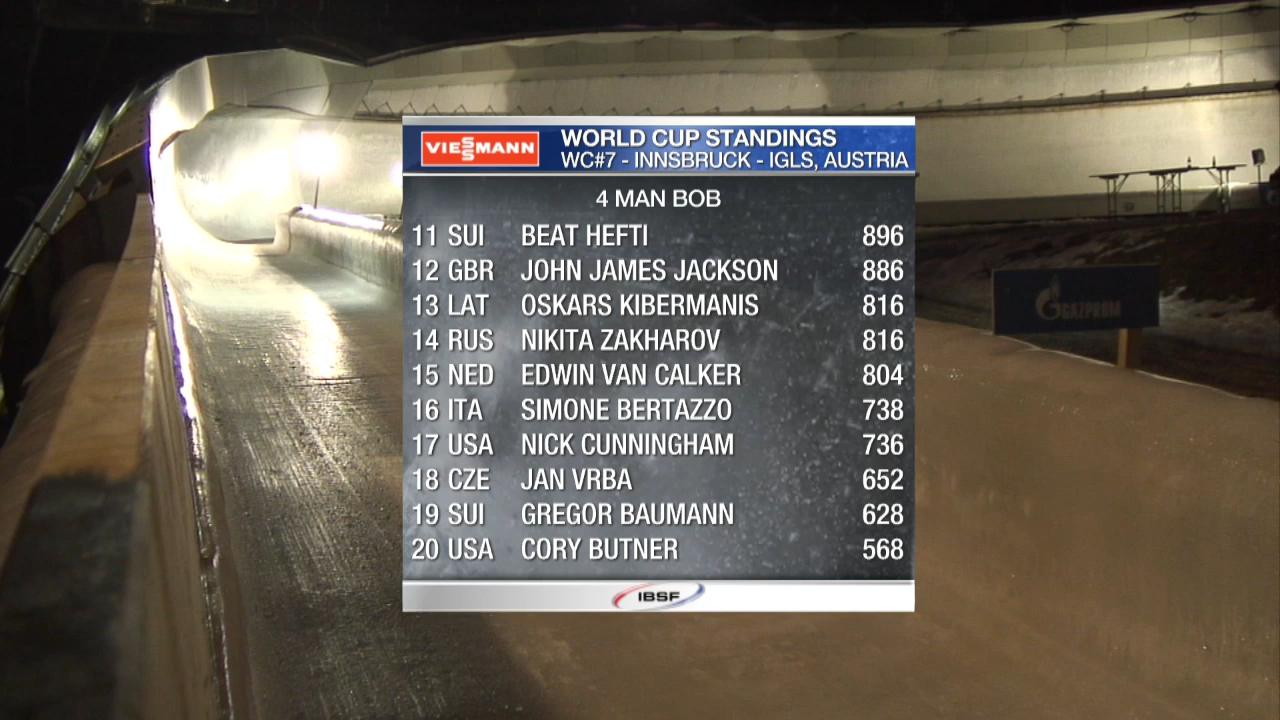 VIESSMANN
WORLD CUP STANDINGS
WC#7 - INNSBRUCK - IGLS, AUSTRIA
4 MAN BOB
11 SUI BEAT HEFTI 896
12 GBR JOHN JAMES JACKSON 886
13 LAT OSKARS KIBERMANIS 816
14 RUS NIKITA ZAKHAROV 816
15 NED EDWIN VAN CALKER 804
16 ITA SIMONE BERTAZZO 738
17 USA NICK CUNNINGHAM 736
18 CZE JAN VRBA 652
19 SUI GREGOR BAUMANN 628
20 USA CORY BUTNER 568
IBSF
GAZPROM